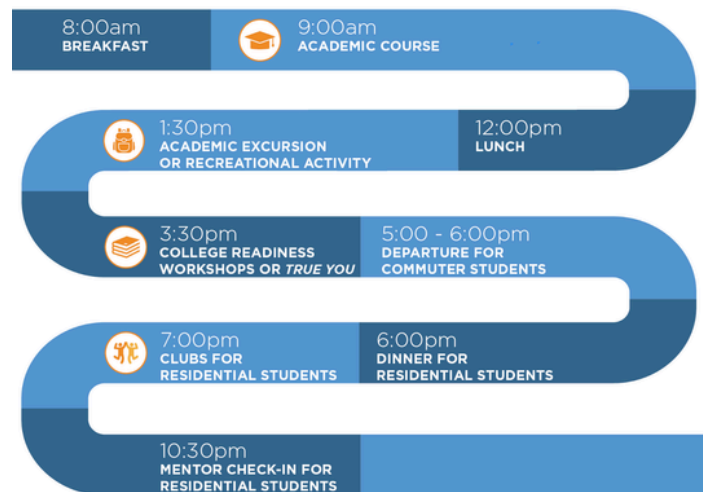 8:00am
BREAKFAST
9:00am
ACADEMIC COURSE
12:00pm
LUNCH
1:30pm
ACADEMIC EXCURSION
OR RECREATIONAL ACTIVITY
3:30pm
COLLEGE READINESS
WORKSHOPS OR TRUE YOU
5:00 - 6:00pm
DEPARTURE FOR
COMMUTER STUDENTS
6:00pm
DINNER FOR
RESIDENTIAL STUDENTS
7:00pm
CLUBS FOR
RESIDENTIAL STUDENTS
10:30pm
MENTOR CHECK-IN FOR
RESIDENTIAL STUDENTS